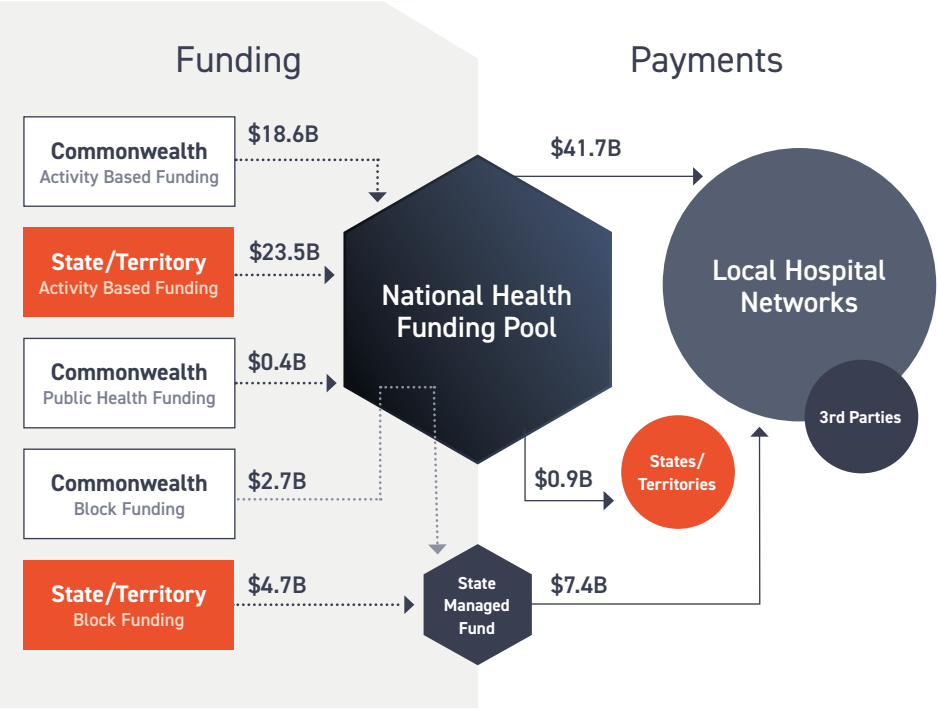 Funding
Payments
Commonwealth
Activity Based Funding
$18.6B
State/Territory
Activity Based Funding
$23.5B
Commonwealth
Public Health Funding
$0.4B
Commonwealth
Block Funding
$2.7B
State/Territory
Block Funding
$4.7B
National Health
Funding Pool
State
Managed
Fund
$41.7B
$0.9B
$7.4B
Local Hospital
Networks
3rd Parties
States/
Territories